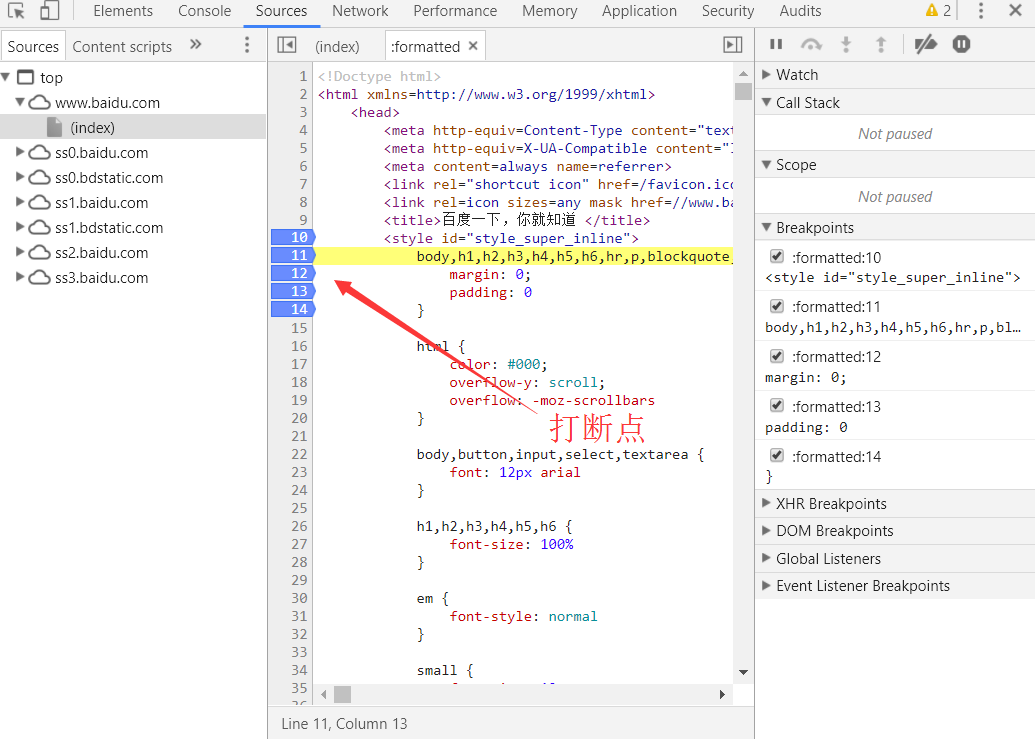 Elements Console Sources Network Performance Memory Application Security Audits 2
Sources Content scripts
(index) :formatted
top
www.baidu.com
(index)
ss0.baidu.com
ss0.bdstatic.com
ss1.baidu.com
ss1.bdstatic.com
ss2.baidu.com
ss3.baidu.com
1 <!Doctype html>
2 <html xmlns=http://www.w3.org/1999/xhtml>
3 <head>
4 <meta http-equiv=Content-Type content="text
5 <meta http-equiv=X-UA-Compatible content="I
6 <meta content=always name=referrer>
7 <link rel="shortcut icon" href=/favicon.ico
8 <link rel=icon sizes=any mask href=//www.ba
9 <title>百度一下，你就知道 </title>
10 <style id="style_super_inline">
11 body,h1,h2,h3,h4,h5,h6,hr,p,blockquote,
12 margin: 0;
13 padding: 0
14 }
15
16 html {
17 color: #000;
18 overflow-y: scroll;
19 overflow: -moz-scrollbars
20 }
21
22 body,button,input,select,textarea {
23 font: 12px arial
24 }
25
26 h1,h2,h3,h4,h5,h6 {
27 font-size: 100%
28 }
29
30 em {
31 font-style: normal
32 }
33
34 small {
35
打断点
Line 11, Column 13
Watch
Call Stack
Not paused
Scope
Not paused
Breakpoints
:formatted:10
<style id="style_super_inline">
:formatted:11
body,h1,h2,h3,h4,h5,h6,hr,p,bl…
:formatted:12
margin: 0;
:formatted:13
padding: 0
:formatted:14
}
XHR Breakpoints
DOM Breakpoints
Global Listeners
Event Listener Breakpoints